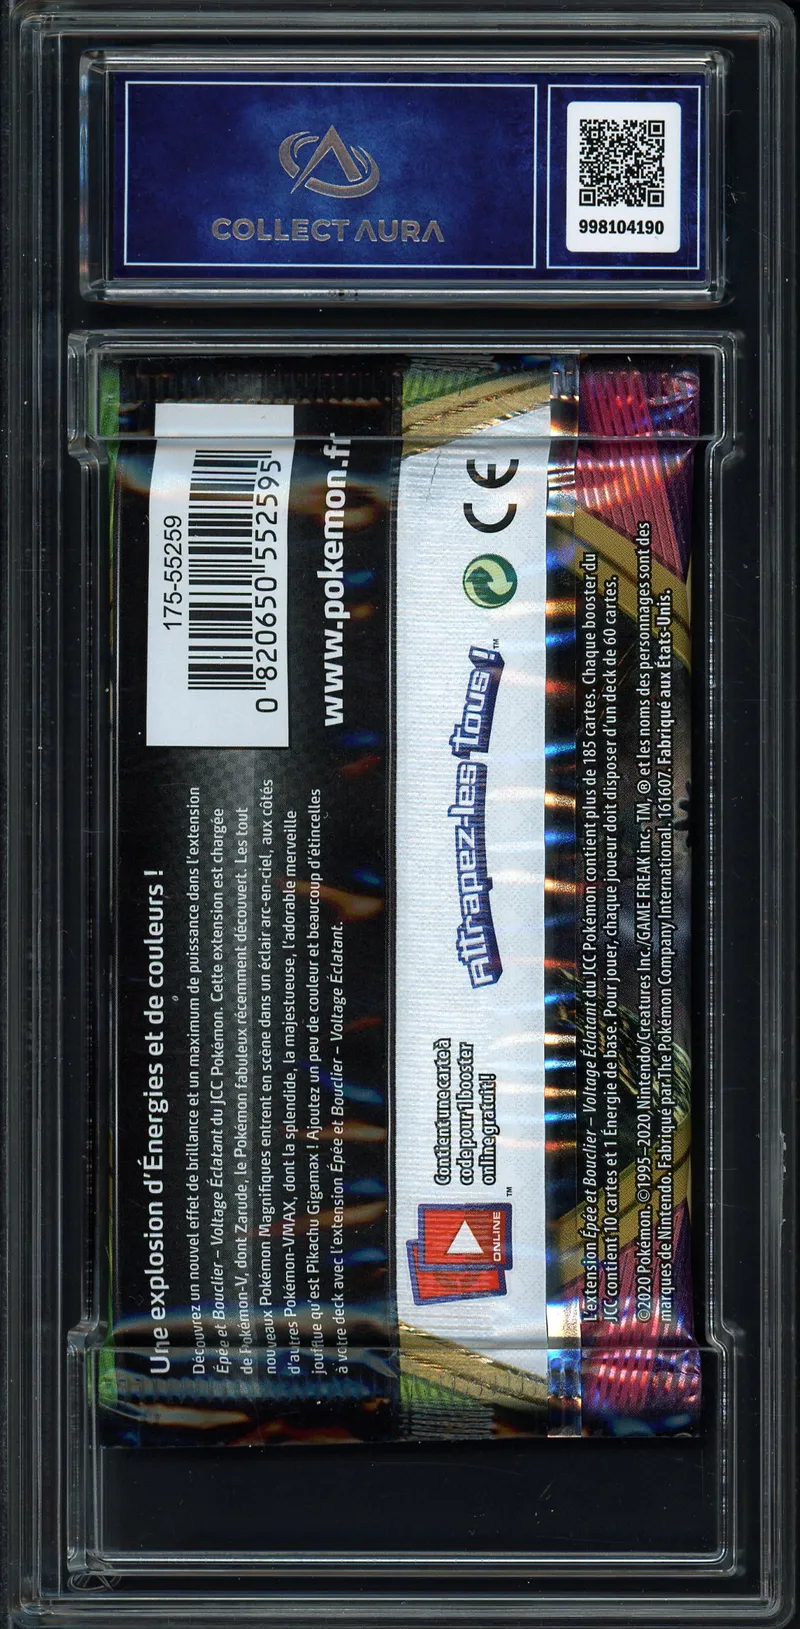 COLLECT AURA
998104190
175-55259
0 820650 552595
www.pokemon.fr
Une explosion d'Énergies et de couleurs !
Découvrez un nouvel effet de brillance et un maximum de puissance dans l'extension
Épée et Bouclier – Voltage Éclatant du JCC Pokémon. Cette extension est chargée
de Pokémon-V, dont Zarude, le Pokémon fabuleux récemment découvert. Les tout
nouveaux Pokémon Magnifiques entrent en scène dans un éclair arc-en-ciel, aux côtés
d'autres Pokémon-VMAX, dont la splendide, la majestueuse, l'adorable merveille
joufflue qu'est Pikachu Gigamax ! Ajoutez un peu de couleur et beaucoup d'étincelles
à votre deck avec l'extension Épée et Bouclier – Voltage Éclatant.
CE
Attrapez-les tous !™
Contient une carte à
code pour 1 booster
online gratuit !
ONLINE
™
L'extension Épée et Bouclier – Voltage Éclatant du JCC Pokémon contient plus de 185 cartes. Chaque booster du
JCC contient 10 cartes et 1 Énergie de base. Pour jouer, chaque joueur doit disposer d'un deck de 60 cartes.
©2020 Pokémon. ©1995–2020 Nintendo/Creatures Inc./GAME FREAK inc. TM, ® et les noms des personnages sont des
marques de Nintendo. Fabriqué par The Pokémon Company International, 161607. Fabriqué aux États-Unis.